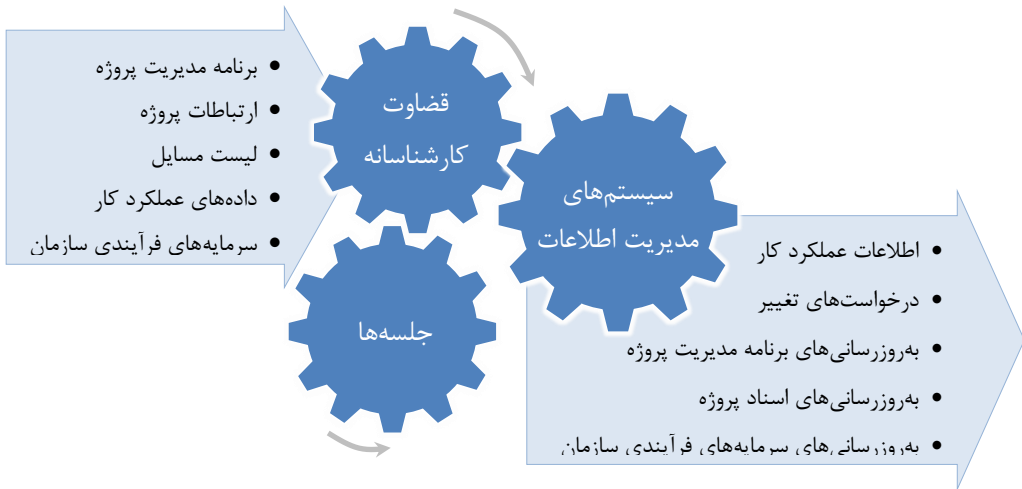 • برنامه مدیریت پروژه
• ارتباطات پروژه
• لیست مسایل
• داده‌های عملکرد کار
• سرمایه‌های فرآیندی سازمان
قضاوت
کارشناسانه
سیستم‌های
مدیریت اطلاعات
جلسه‌ها
• اطلاعات عملکرد کار
• درخواست‌های تغییر
• به‌روزرسانی‌های برنامه مدیریت پروژه
• به‌روزرسانی‌های اسناد پروژه
• به‌روزرسانی‌های سرمایه‌های فرآیندی سازمان